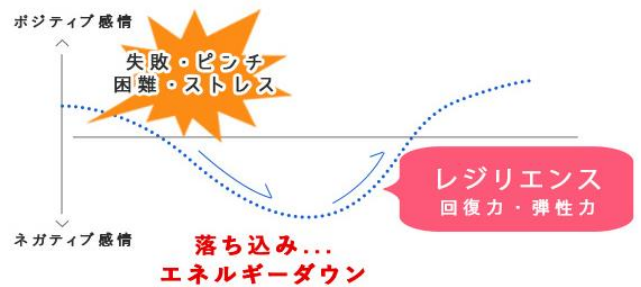 ポジティブ感情
失敗・ピンチ
困難・ストレス
レジリエンス
回復力・弾性力
ネガティブ感情
落ち込み...
エネルギーダウン